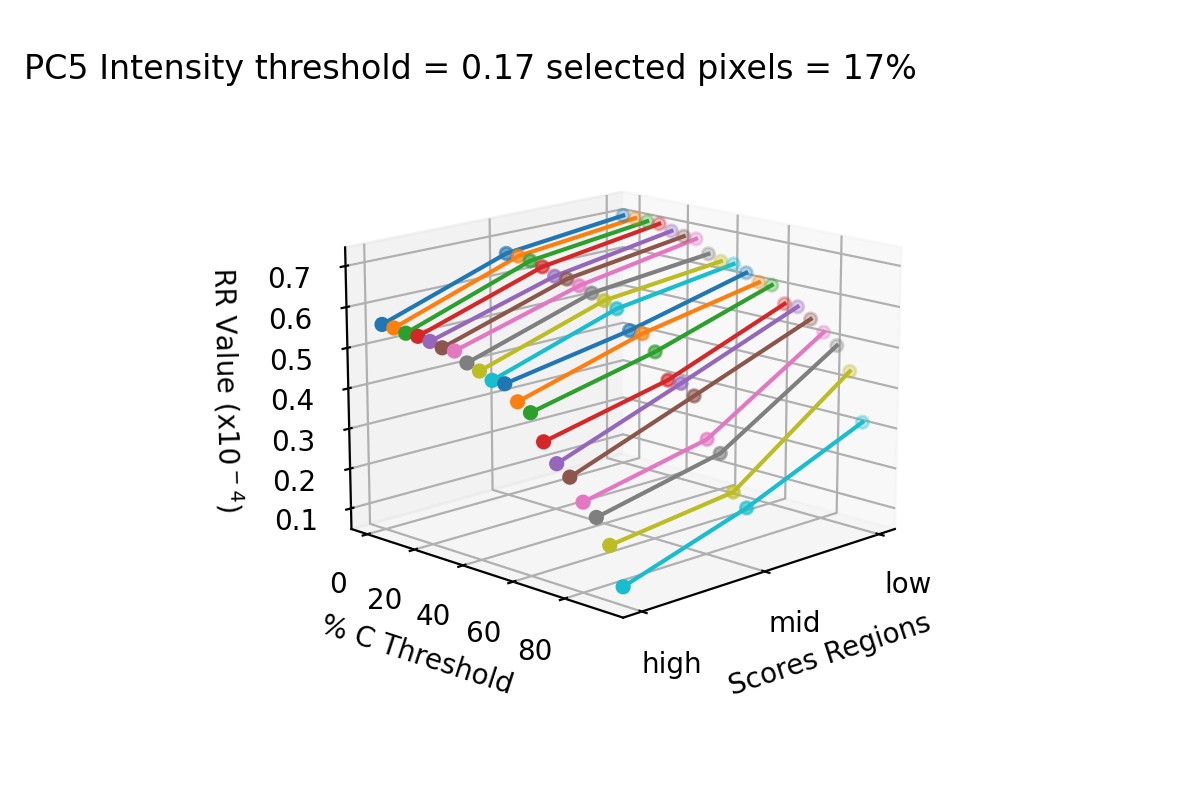 PC5 Intensity threshold = 0.17 selected pixels = 17%
RR Value (x10⁻⁴)
0.7
0.6
0.5
0.4
0.3
0.2
0.1
0
20
40
60
80
% C Threshold
high
mid
low
Scores Regions